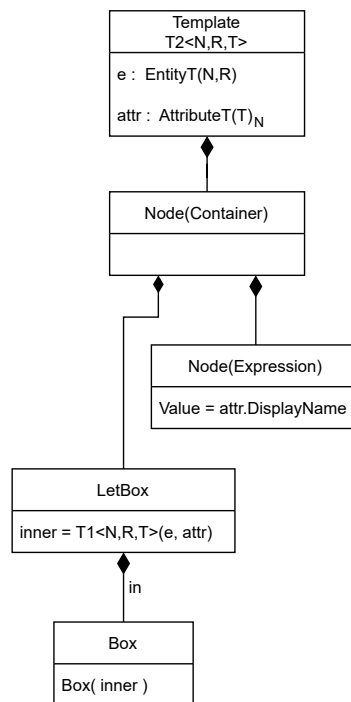 Template
T2<N,R,T>
e : EntityT(N,R)
attr : AttributeT(T)N
Node(Container)
Node(Expression)
Value = attr.DisplayName
LetBox
inner = T1<N,R,T>(e, attr)
in
Box
Box( inner )